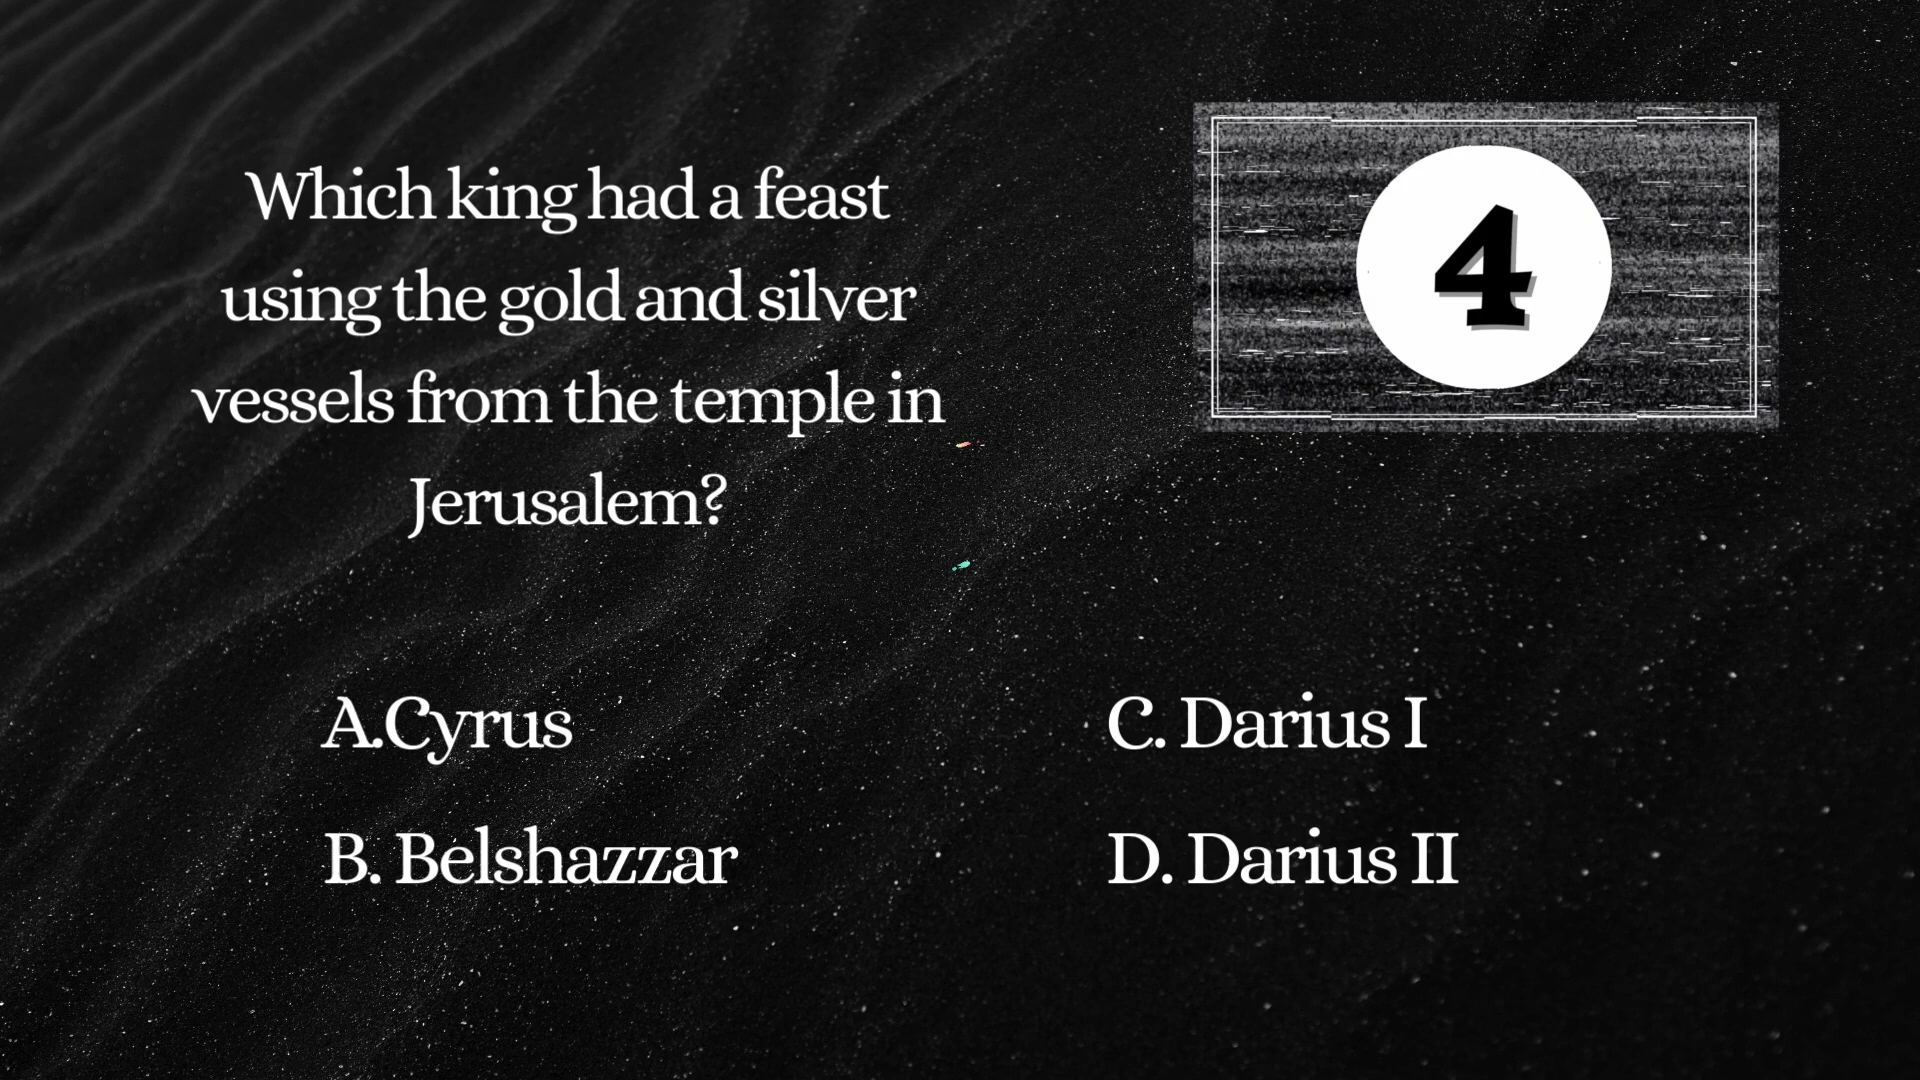 Which king had a feast
using the gold and silver
vessels from the temple in
Jerusalem?
4
A.Cyrus
B. Belshazzar
C. Darius I
D. Darius II